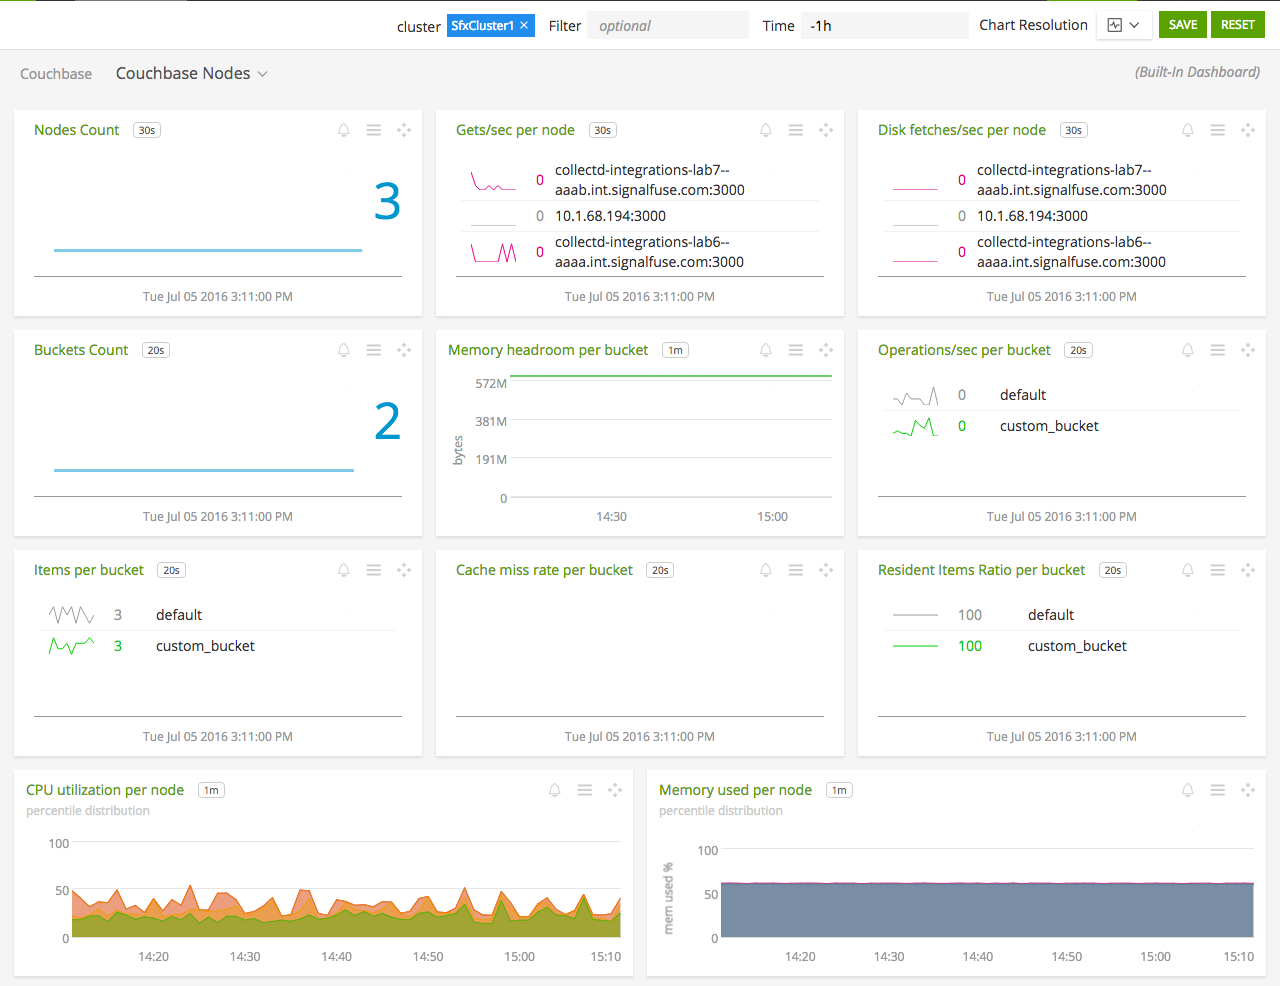 cluster SfxCluster1 × Filter optional Time -1h Chart Resolution SAVE RESET
Couchbase Couchbase Nodes (Built-In Dashboard)
Nodes Count 30s
3
Tue Jul 05 2016 3:11:00 PM
Gets/sec per node 30s
0 collectd-integrations-lab7--
aaab.int.signalfuse.com:3000
0 10.1.68.194:3000
0 collectd-integrations-lab6--
aaaa.int.signalfuse.com:3000
Tue Jul 05 2016 3:11:00 PM
Disk fetches/sec per node 30s
0 collectd-integrations-lab7--
aaab.int.signalfuse.com:3000
0 10.1.68.194:3000
0 collectd-integrations-lab6--
aaaa.int.signalfuse.com:3000
Tue Jul 05 2016 3:11:00 PM
Buckets Count 20s
2
Tue Jul 05 2016 3:11:00 PM
Memory headroom per bucket 1m
572M
381M
bytes
191M
0
14:30 15:00
Operations/sec per bucket 20s
0 default
0 custom_bucket
Tue Jul 05 2016 3:11:00 PM
Items per bucket 20s
3 default
3 custom_bucket
Tue Jul 05 2016 3:11:00 PM
Cache miss rate per bucket 20s
Tue Jul 05 2016 3:11:00 PM
Resident Items Ratio per bucket 20s
100 default
100 custom_bucket
Tue Jul 05 2016 3:11:00 PM
CPU utilization per node 1m
percentile distribution
100
50
0
14:20 14:30 14:40 14:50 15:00 15:10
Memory used per node 1m
percentile distribution
100
mem used %
50
0
14:20 14:30 14:40 14:50 15:00 15:10